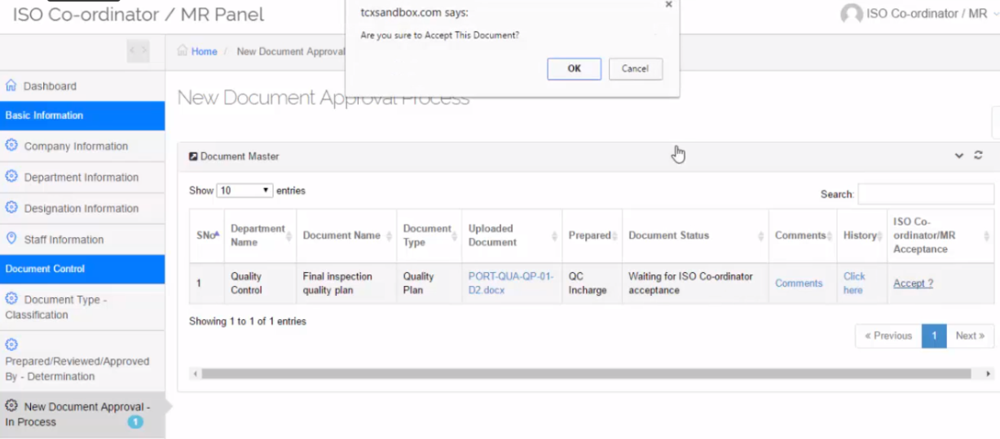 ISO Co-ordinator / MR Panel
tcxsandbox.com says:
Are you sure to Accept This Document?
OK
Cancel
ISO Co-ordinator / MR
Home / New Document Approval
New Document Approval Process
Dashboard
Basic Information
Company Information
Department Information
Designation Information
Staff Information
Document Control
Document Type -
Classification
Prepared/Reviewed/Approved
By - Determination
New Document Approval -
In Process
1
Document Master
Show 10 entries
Search:
SNo
Department
Name
Document Name
Document
Type
Uploaded
Document
Prepared
Document Status
Comments
History
ISO Co-
ordinator/MR
Acceptance
1
Quality
Control
Final inspection
quality plan
Quality
Plan
PORT-QUA-QP-01-
D2.docx
QC
Incharge
Waiting for ISO Co-ordinator
acceptance
Comments
Click
here
Accept ?
Showing 1 to 1 of 1 entries
« Previous
1
Next »